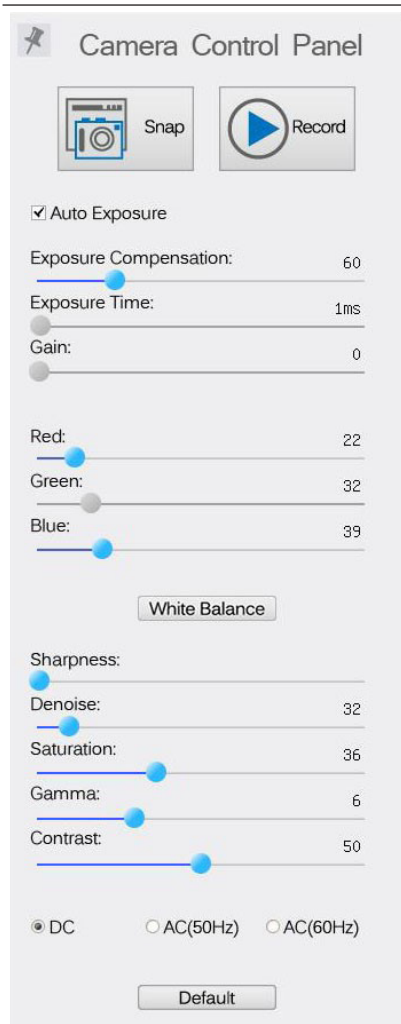 Camera Control Panel
Snap
Record
Auto Exposure
Exposure Compensation: 60
Exposure Time: 1ms
Gain: 0
Red: 22
Green: 32
Blue: 39
White Balance
Sharpness:
Denoise: 32
Saturation: 36
Gamma: 6
Contrast: 50
DC AC(50Hz) AC(60Hz)
Default